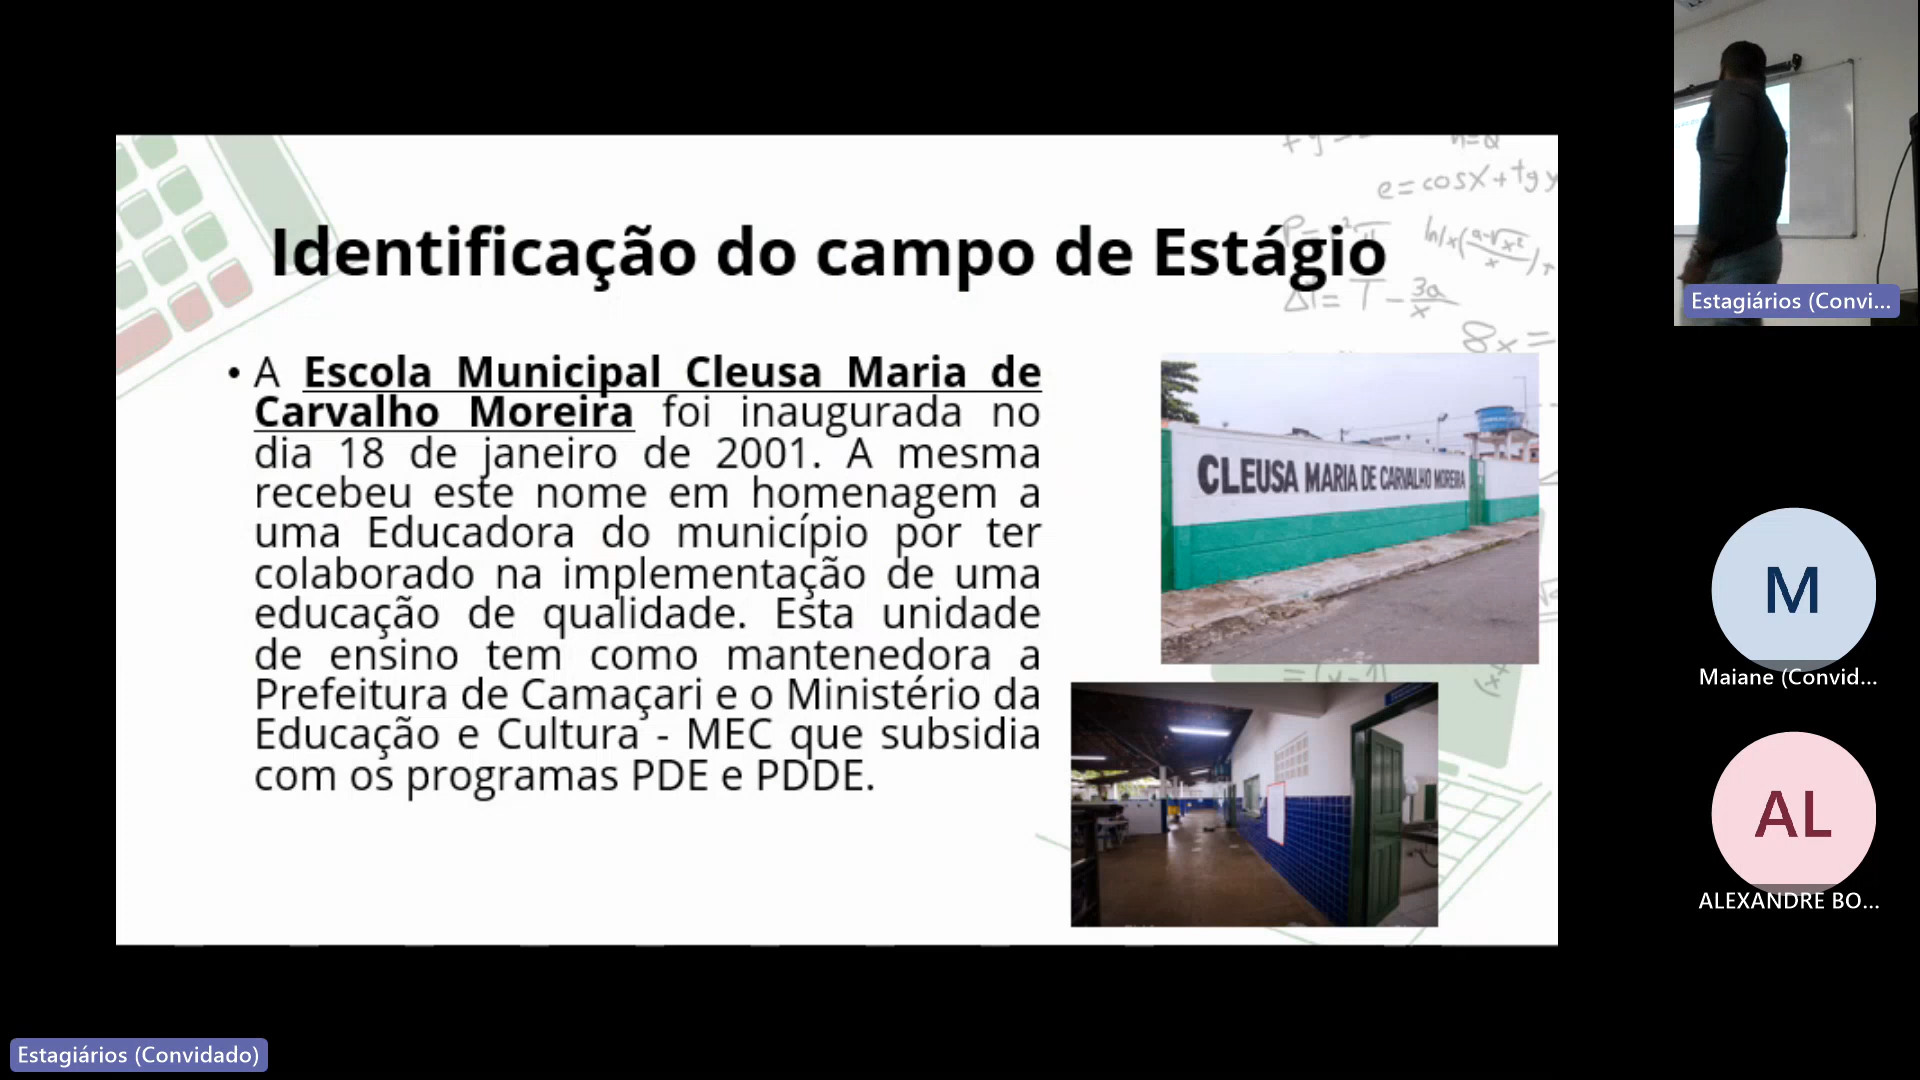 Identificação do campo de Estágio
• A Escola Municipal Cleusa Maria de
Carvalho Moreira foi inaugurada no
dia 18 de janeiro de 2001. A mesma
recebeu este nome em homenagem a
uma Educadora do município por ter
colaborado na implementação de uma
educação de qualidade. Esta unidade
de ensino tem como mantenedora a
Prefeitura de Camaçari e o Ministério da
Educação e Cultura - MEC que subsidia
com os programas PDE e PDDE.
e=cosx+tgy
8x=
CLEUSA MARIA DE CARVALHO MOREIRA
Estagiários (Convi...
M
Maiane (Convid...
AL
ALEXANDRE BO...
Estagiários (Convidado)